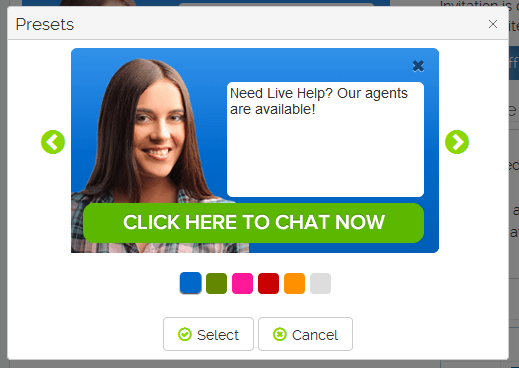 Invitation is
Presets
Need Live Help? Our agents
are available!
CLICK HERE TO CHAT NOW
Select
Cancel